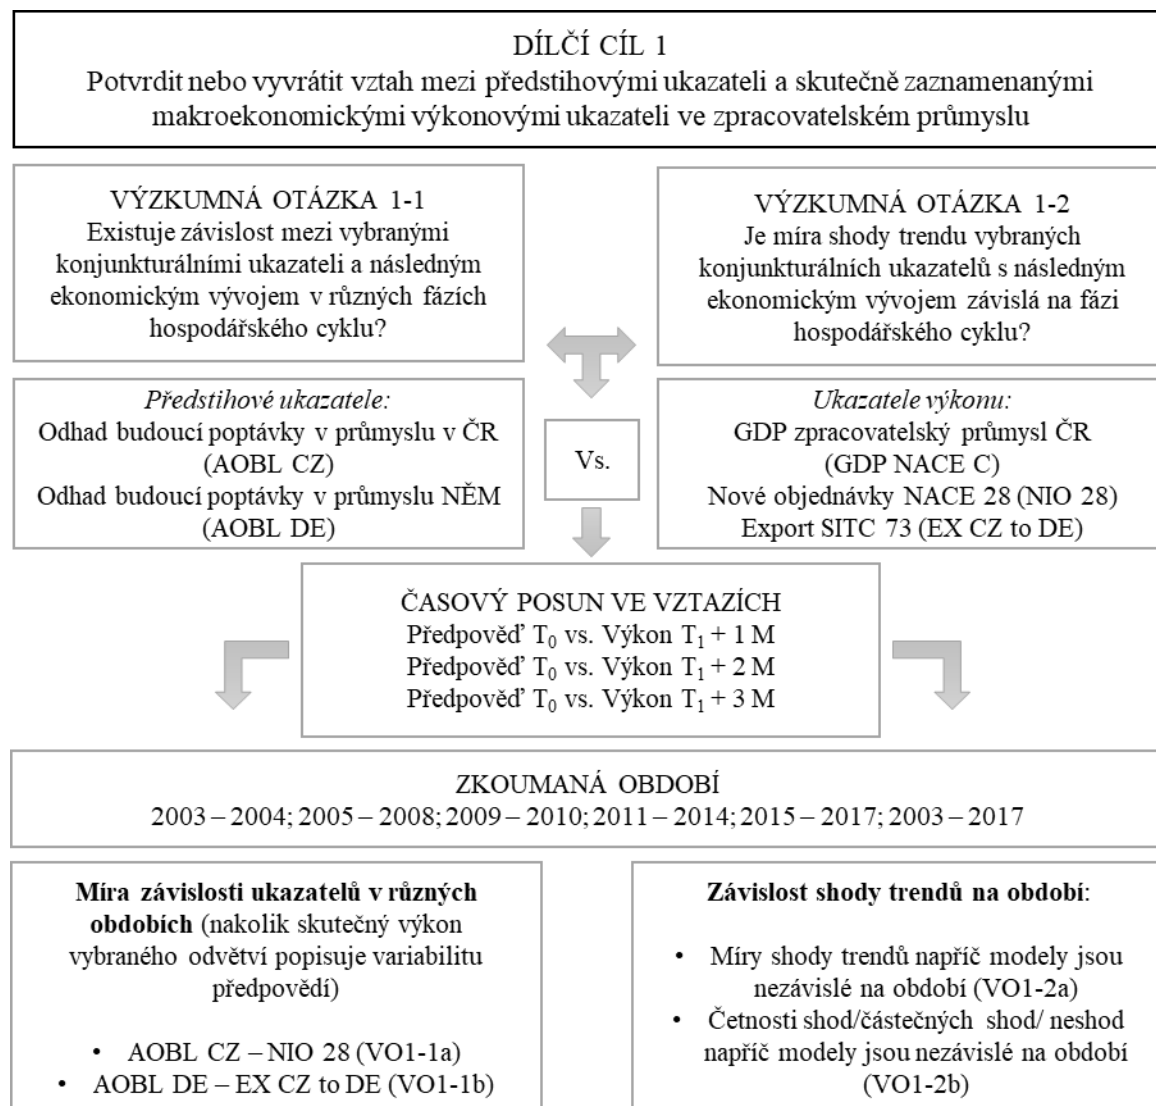 DÍLČÍ CÍL 1
Potvrdit nebo vyvrátit vztah mezi předstihovými ukazateli a skutečně zaznamenanými
makroekonomickými výkonovými ukazateli ve zpracovatelském průmyslu
VÝZKUMNÁ OTÁZKA 1-1
Existuje závislost mezi vybranými
konjunkturálními ukazateli a následným
ekonomickým vývojem v různých fázích
hospodářského cyklu?
VÝZKUMNÁ OTÁZKA 1-2
Je míra shody trendu vybraných
konjunkturálních ukazatelů s následným
ekonomickým vývojem závislá na fázi
hospodářského cyklu?
Předstihové ukazatele:
Odhad budoucí poptávky v průmyslu v ČR
(AOBL CZ)
Odhad budoucí poptávky v průmyslu NĚM
(AOBL DE)
Vs.
Ukazatele výkonu:
GDP zpracovatelský průmysl ČR
(GDP NACE C)
Nové objednávky NACE 28 (NIO 28)
Export SITC 73 (EX CZ to DE)
ČASOVÝ POSUN VE VZTAZÍCH
Předpověď T₀ vs. Výkon T₁ + 1 M
Předpověď T₀ vs. Výkon T₁ + 2 M
Předpověď T₀ vs. Výkon T₁ + 3 M
ZKOUMANÁ OBDOBÍ
2003 – 2004; 2005 – 2008; 2009 – 2010; 2011 – 2014; 2015 – 2017; 2003 – 2017
Míra závislosti ukazatelů v různých
obdobích (nakolik skutečný výkon
vybraného odvětví popisuje variabilitu
předpovědí)
• AOBL CZ – NIO 28 (VO1-1a)
• AOBL DE – EX CZ to DE (VO1-1b)
Závislost shody trendů na období:
• Míry shody trendů napříč modely jsou
nezávislé na období (VO1-2a)
• Četnosti shod/částečných shod/ neshod
napříč modely jsou nezávislé na období
(VO1-2b)